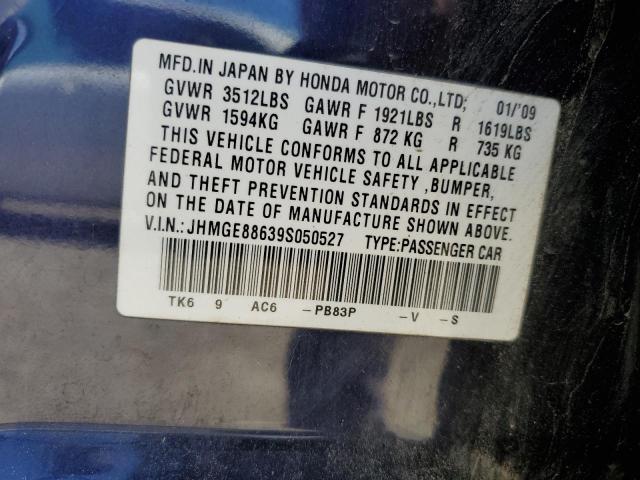 MFD.IN JAPAN BY HONDA MOTOR CO.,LTD; 01/'09
GVWR 3512LBS GAWR F 1921LBS R 1619LBS
GVWR 1594KG GAWR F 872 KG R 735 KG
THIS VEHICLE CONFORMS TO ALL APPLICABLE
FEDERAL MOTOR VEHICLE SAFETY ,BUMPER,
AND THEFT PREVENTION STANDARDS IN EFFECT
ON THE DATE OF MANUFACTURE SHOWN ABOVE.
V.I.N.: JHMGE88639S050527 TYPE:PASSENGER CAR
TK6 9 AC6 -PB83P -V -S